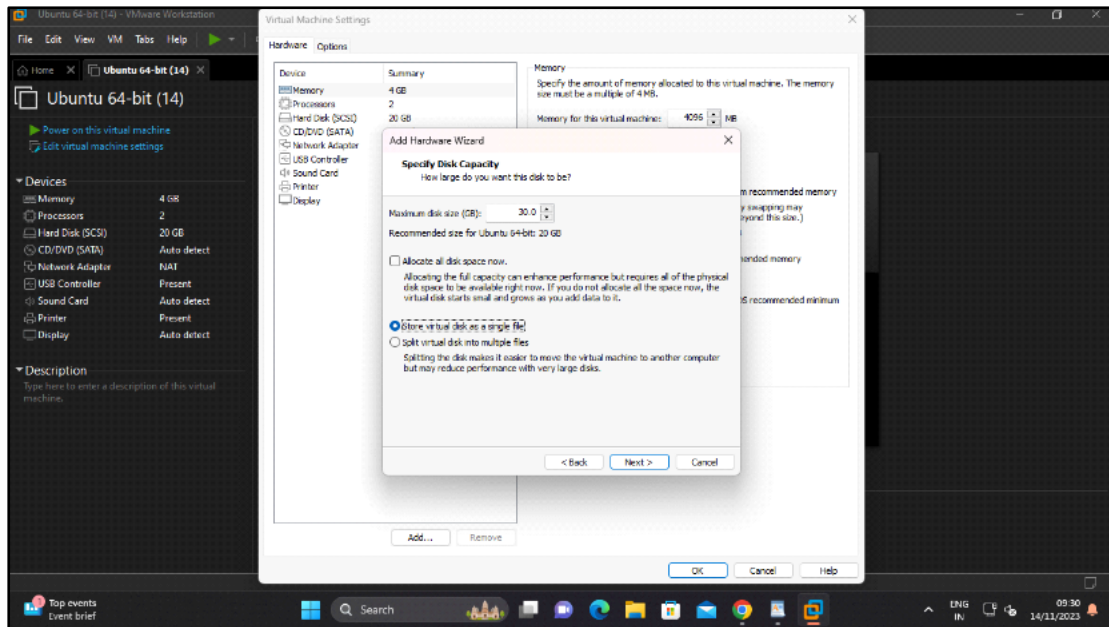 Ubuntu 64-bit (14) - VMware Workstation
File Edit View VM Tabs Help
Home
Ubuntu 64-bit (14)
Ubuntu 64-bit (14)
Power on this virtual machine
Edit virtual machine settings
Devices
Memory 4 GB
Processors 2
Hard Disk (SCSI) 20 GB
CD/DVD (SATA) Auto detect
Network Adapter NAT
USB Controller Present
Sound Card Auto detect
Printer Present
Display Auto detect
Description
Type here to enter a description of this virtual
machine.
Virtual Machine Settings
Hardware Options
Device Summary
Memory 4 GB
Processors 2
Hard Disk (SCSI) 20 GB
CD/DVD (SATA)
Network Adapter
USB Controller
Sound Card
Printer
Display
Add... Remove
Memory
Specify the amount of memory allocated to this virtual machine. The memory
size must be a multiple of 4 MB.
Memory for this virtual machine: 4096 MB
recommended memory
swapping may
beyond this size.)
memory
recommended minimum
Add Hardware Wizard
Specify Disk Capacity
How large do you want this disk to be?
Maximum disk size (GB): 30.0
Recommended size for Ubuntu 64-bit: 20 GB
Allocate all disk space now.
Allocating the full capacity can enhance performance but requires all of the physical
disk space to be available right now. If you do not allocate all the space now, the
virtual disk starts small and grows as you add data to it.
Store virtual disk as a single file
Split virtual disk into multiple files
Splitting the disk makes it easier to move the virtual machine to another computer
but may reduce performance with very large disks.
< Back Next > Cancel
OK Cancel Help
Top events
Event brief
Search
ENG
IN
09:30
14/11/2023